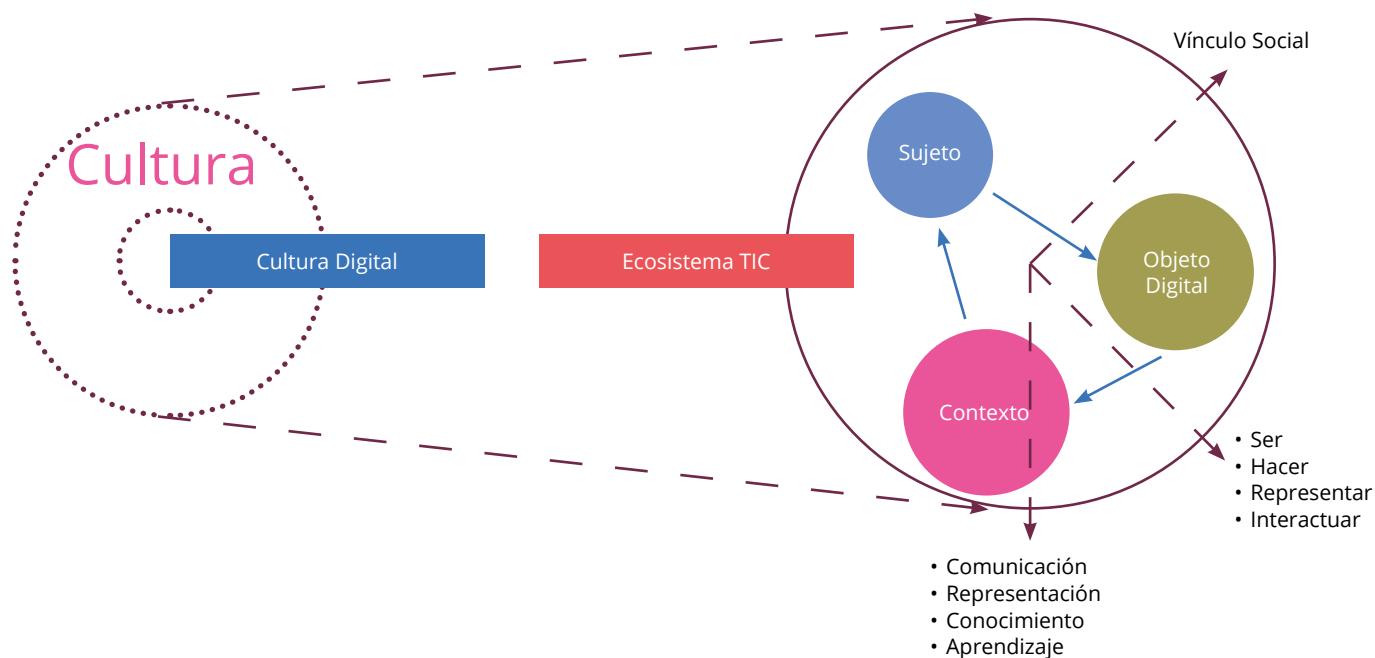 Vínculo Social
Cultura
Sujeto
Cultura Digital
Ecosistema TIC
Objeto
Digital
Contexto
• Ser
• Hacer
• Representar
• Interactuar
• Comunicación
• Representación
• Conocimiento
• Aprendizaje